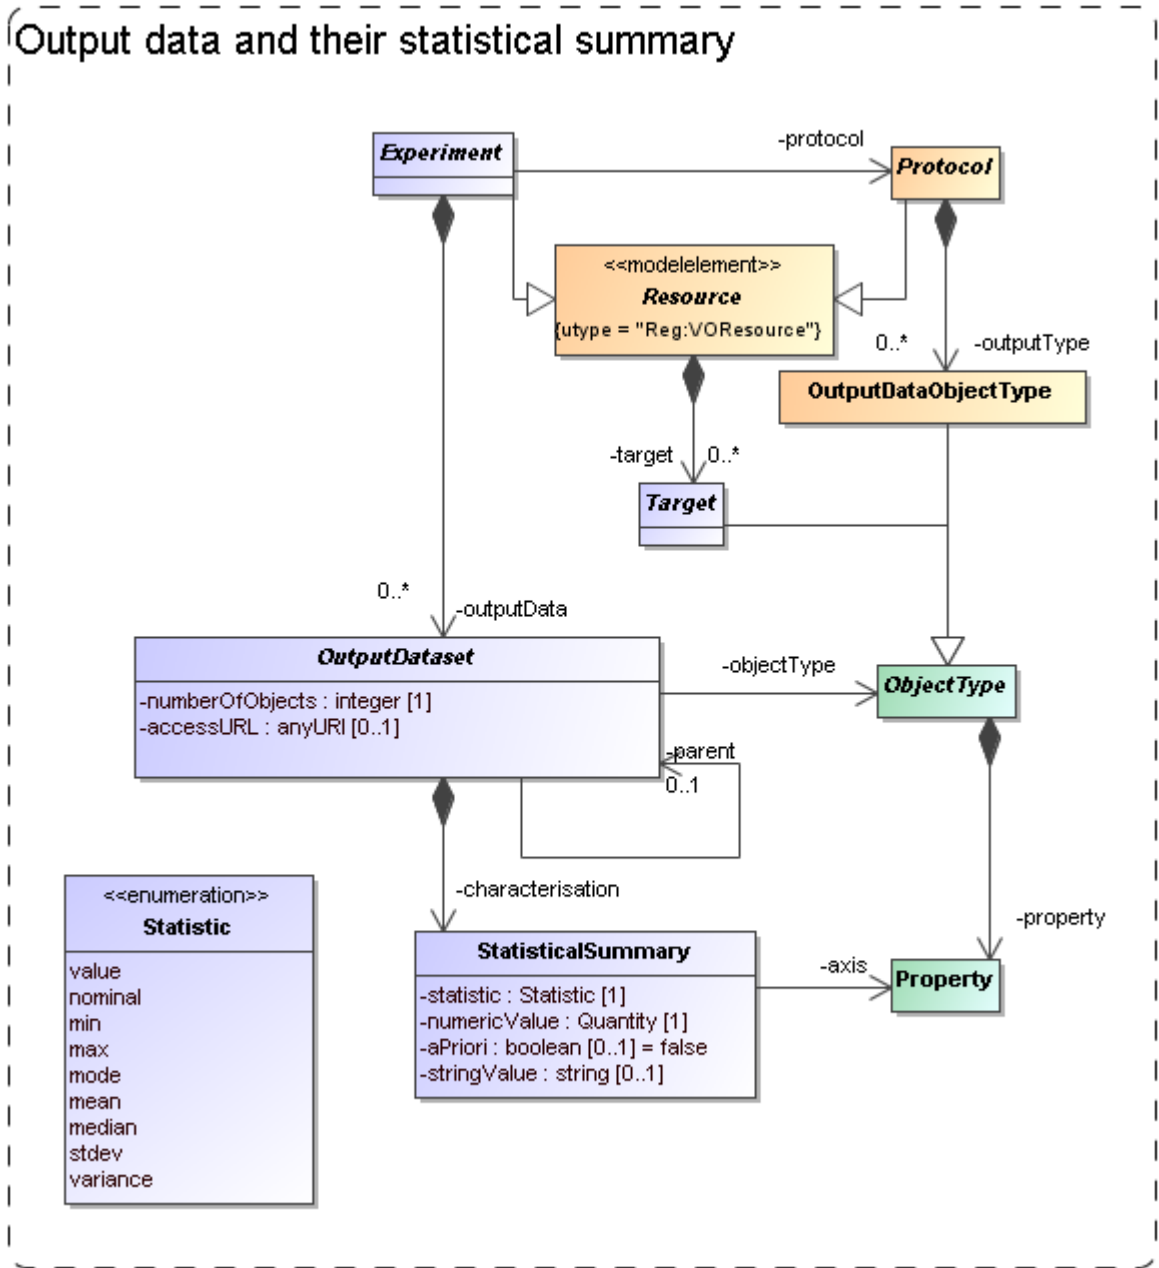 Output data and their statistical summary
Experiment
-protocol
Protocol
<<modelelement>>
Resource
{utype = "Reg:VOResource"}
0..*
-outputType
OutputDataObjectType
-target
0..*
Target
0..*
-outputData
OutputDataset
-numberOfObjects : integer [1]
-accessURL : anyURI [0..1]
-objectType
ObjectType
-parent
0..1
<<enumeration>>
Statistic
value
nominal
min
max
mode
mean
median
stdev
variance
-characterisation
StatisticalSummary
-statistic : Statistic [1]
-numericValue : Quantity [1]
-aPriori : boolean [0..1] = false
-stringValue : string [0..1]
-axis
-property
Property